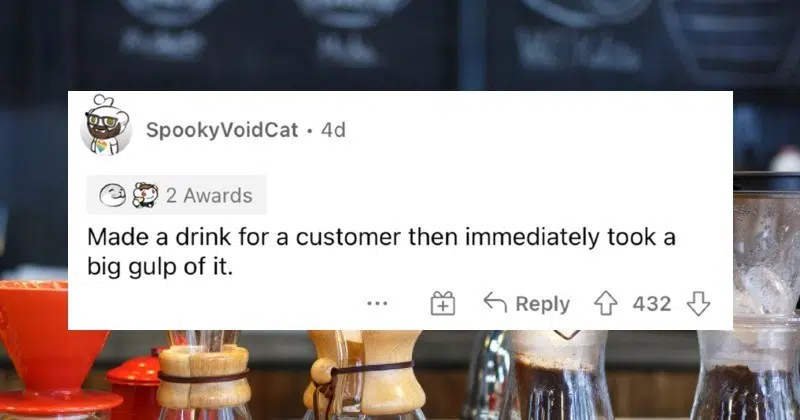 SpookyVoidCat • 4d
2 Awards
Made a drink for a customer then immediately took a
big gulp of it.
... Reply 432